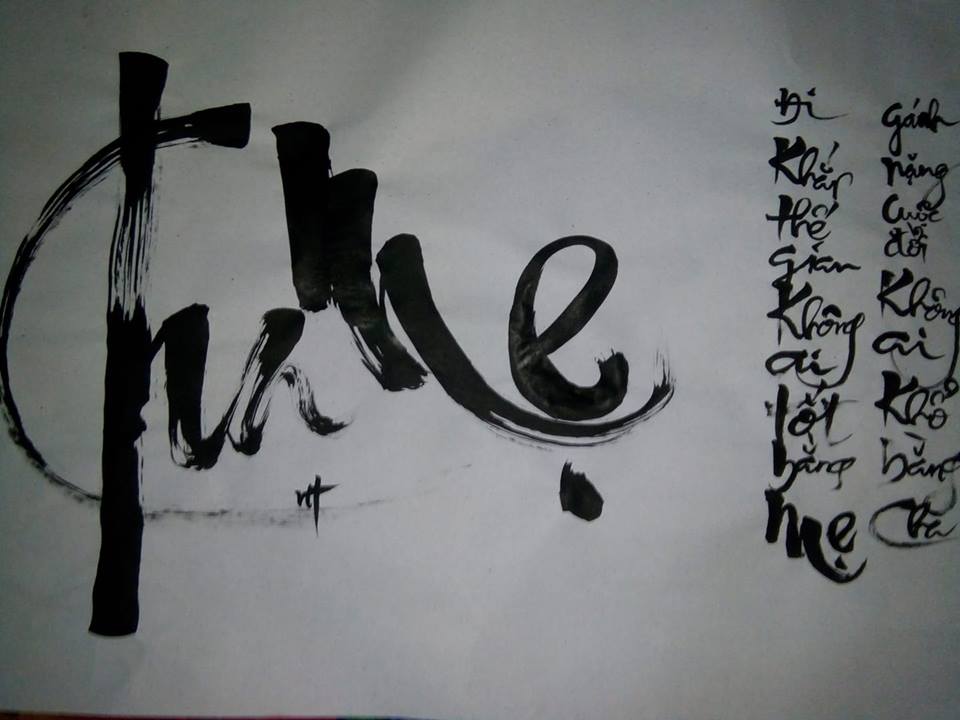 Cha Mẹ
NT
Đi
Khắp
thế
gian
Không
ai
tốt
bằng
Mẹ
Gánh
nặng
cuộc
đời
Không
ai
Khổ
bằng
Cha